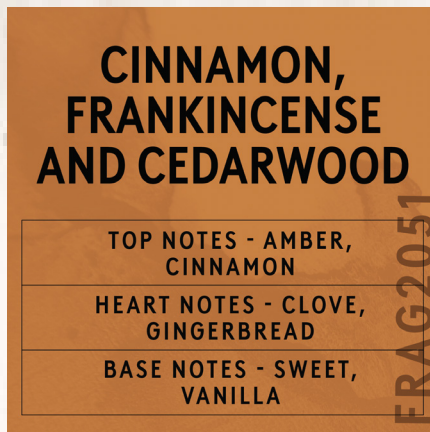 CINNAMON,
FRANKINCENSE
AND CEDARWOOD
TOP NOTES - AMBER,
CINNAMON
HEART NOTES - CLOVE,
GINGERBREAD
BASE NOTES - SWEET,
VANILLA
FRAG2051